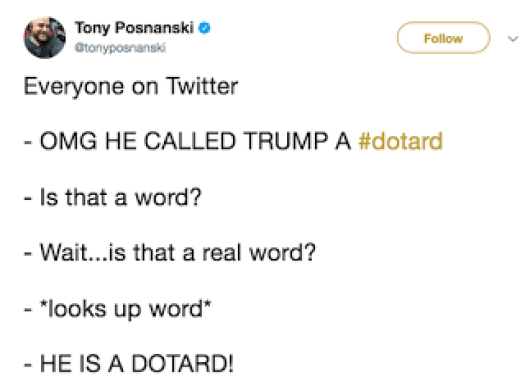 Tony Posnanski
@tonyposnanski
Follow
Everyone on Twitter
- OMG HE CALLED TRUMP A #dotard
- Is that a word?
- Wait...is that a real word?
- *looks up word*
- HE IS A DOTARD!